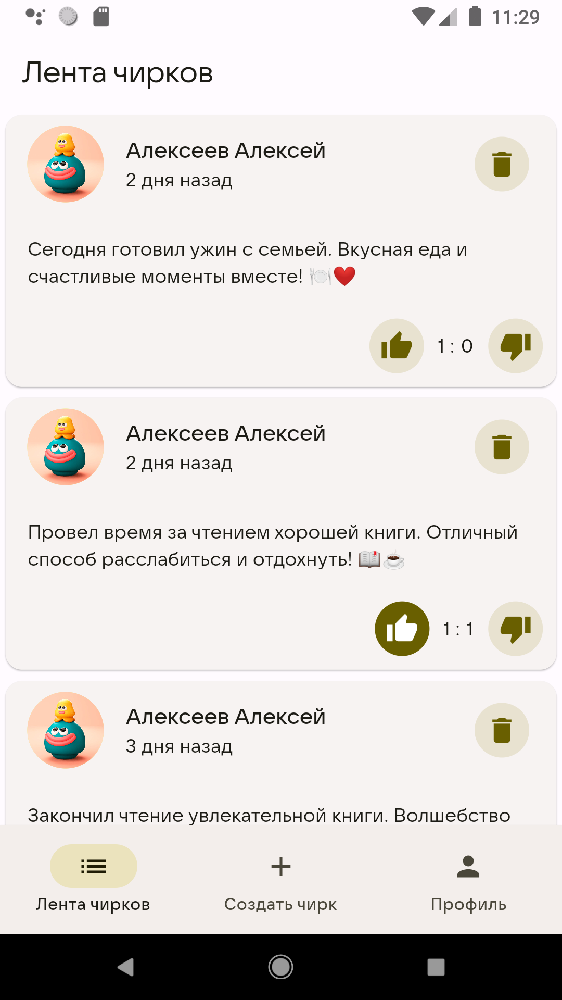 11:29
Лента чирков
Алексеев Алексей
2 дня назад
Сегодня готовил ужин с семьей. Вкусная еда и
счастливые моменты вместе! 🍽️❤️
1 : 0
Алексеев Алексей
2 дня назад
Провел время за чтением хорошей книги. Отличный
способ расслабиться и отдохнуть! 📖☕
1 : 1
Алексеев Алексей
3 дня назад
Закончил чтение увлекательной книги. Волшебство
Лента чирков
Создать чирк
Профиль